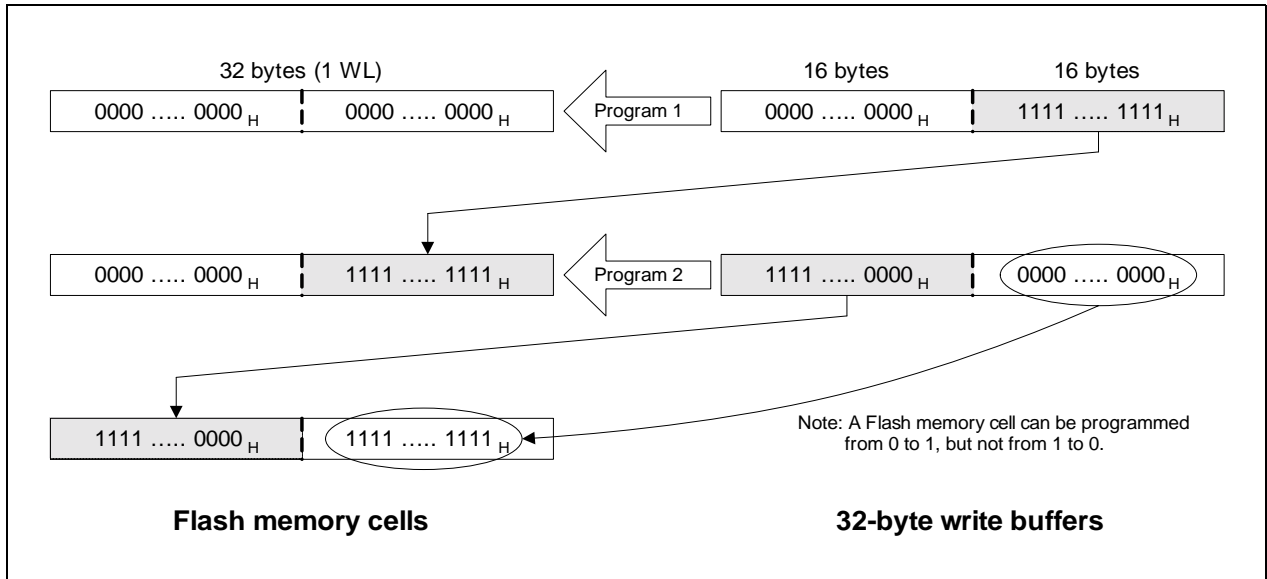 32 bytes (1 WL) 16 bytes 16 bytes
0000 ..... 0000 H 0000 ..... 0000 H Program 1 0000 ..... 0000 H 1111 ..... 1111 H
0000 ..... 0000 H 1111 ..... 1111 H Program 2 1111 ..... 0000 H 0000 ..... 0000 H
1111 ..... 0000 H 1111 ..... 1111 H
Note: A Flash memory cell can be programmed
from 0 to 1, but not from 1 to 0.
Flash memory cells 32-byte write buffers